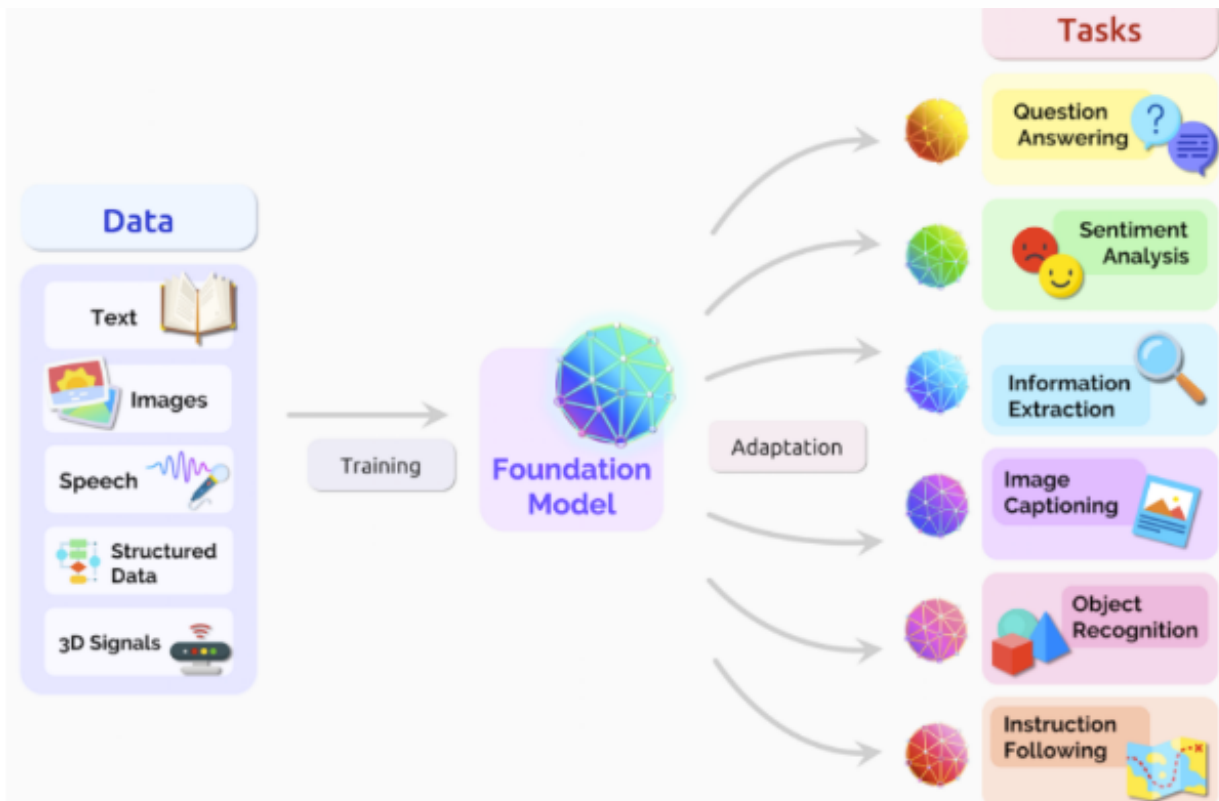 Data
Text
Images
Speech
Structured
Data
3D Signals
Training
Foundation
Model
Adaptation
Tasks
Question
Answering
?
Sentiment
Analysis
Information
Extraction
Image
Captioning
Object
Recognition
Instruction
Following